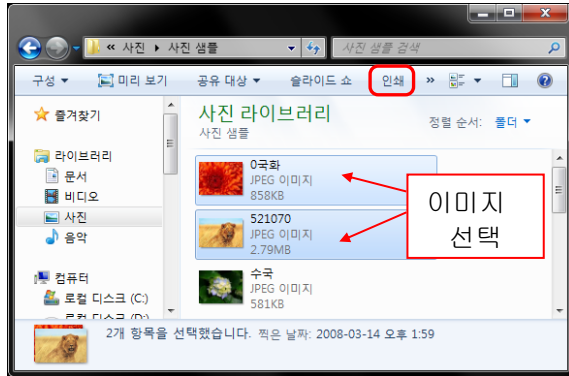 « 사진 ▸ 사진 샘플
사진 샘플 검색
구성 ▼ 미리 보기 공유 대상 ▼ 슬라이드 쇼 인쇄 »
즐겨찾기
라이브러리
문서
비디오
사진
음악
컴퓨터
로컬 디스크 (C:)
로컬 디스크 (D:)
사진 라이브러리
사진 샘플
정렬 순서: 폴더 ▼
0국화
JPEG 이미지
858KB
521070
JPEG 이미지
2.79MB
수국
JPEG 이미지
581KB
이미지
선택
2개 항목을 선택했습니다. 찍은 날짜: 2008-03-14 오후 1:59